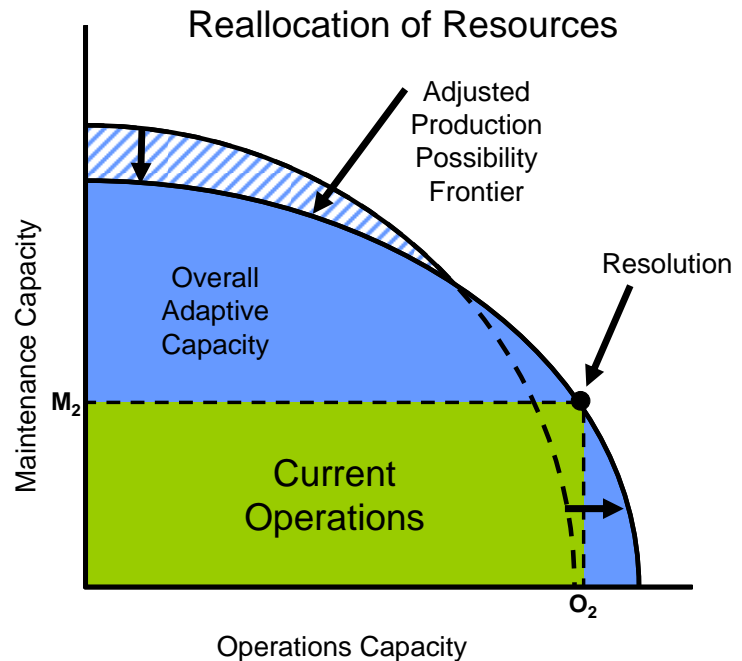 Reallocation of Resources
Adjusted
Production
Possibility
Frontier
Resolution
Overall
Adaptive
Capacity
Maintenance Capacity
M2
Current
Operations
O2
Operations Capacity